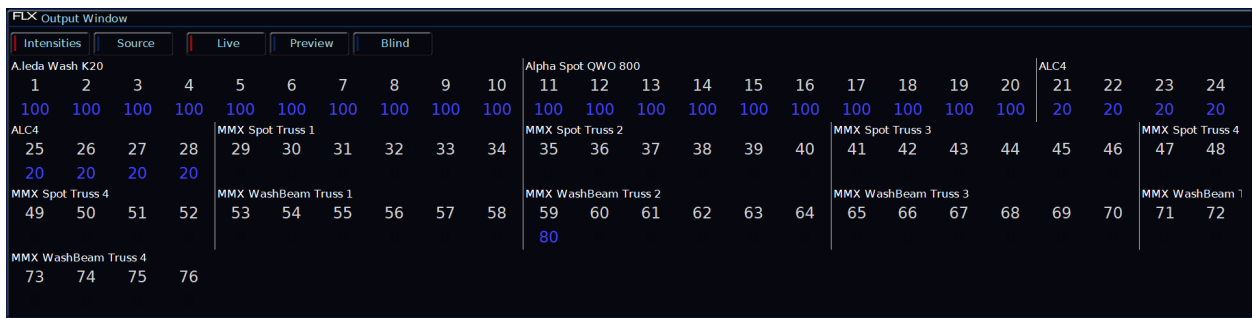 FLX Output Window
Intensities Source Live Preview Blind
A.leda Wash K20 Alpha Spot QWO 800 ALC4
1 2 3 4 5 6 7 8 9 10 11 12 13 14 15 16 17 18 19 20 21 22 23 24
100 100 100 100 100 100 100 100 100 100 100 100 100 100 100 100 100 100 100 100 20 20 20 20
ALC4 MMX Spot Truss 1 MMX Spot Truss 2 MMX Spot Truss 3 MMX Spot Truss 4
25 26 27 28 29 30 31 32 33 34 35 36 37 38 39 40 41 42 43 44 45 46 47 48
20 20 20 20
MMX Spot Truss 4 MMX WashBeam Truss 1 MMX WashBeam Truss 2 MMX WashBeam Truss 3 MMX WashBeam
49 50 51 52 53 54 55 56 57 58 59 60 61 62 63 64 65 66 67 68 69 70 71 72
80
MMX WashBeam Truss 4
73 74 75 76